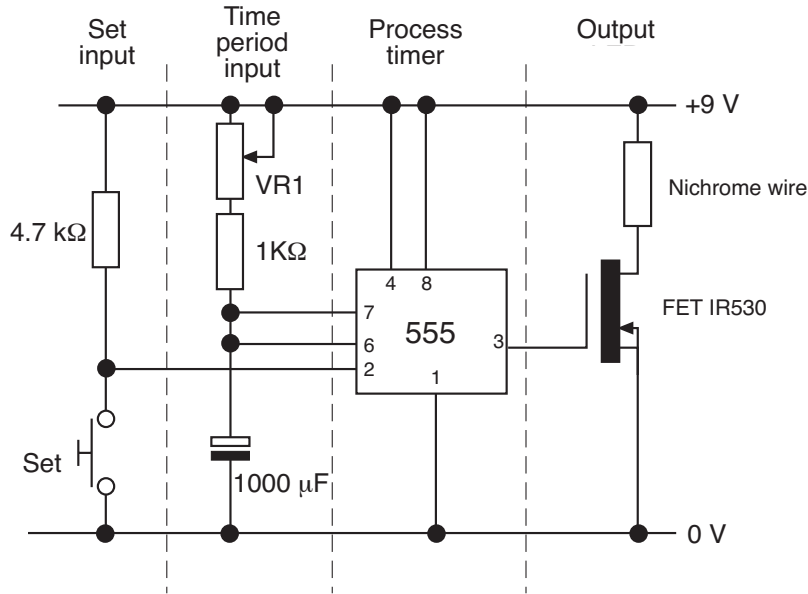 Set
input
Time
period
input
Process
timer
Output
+9 V
VR1
Nichrome wire
4.7 kΩ
1KΩ
4 8
7
555
FET IR530
6
3
2
1
Set
1000 μF
0 V